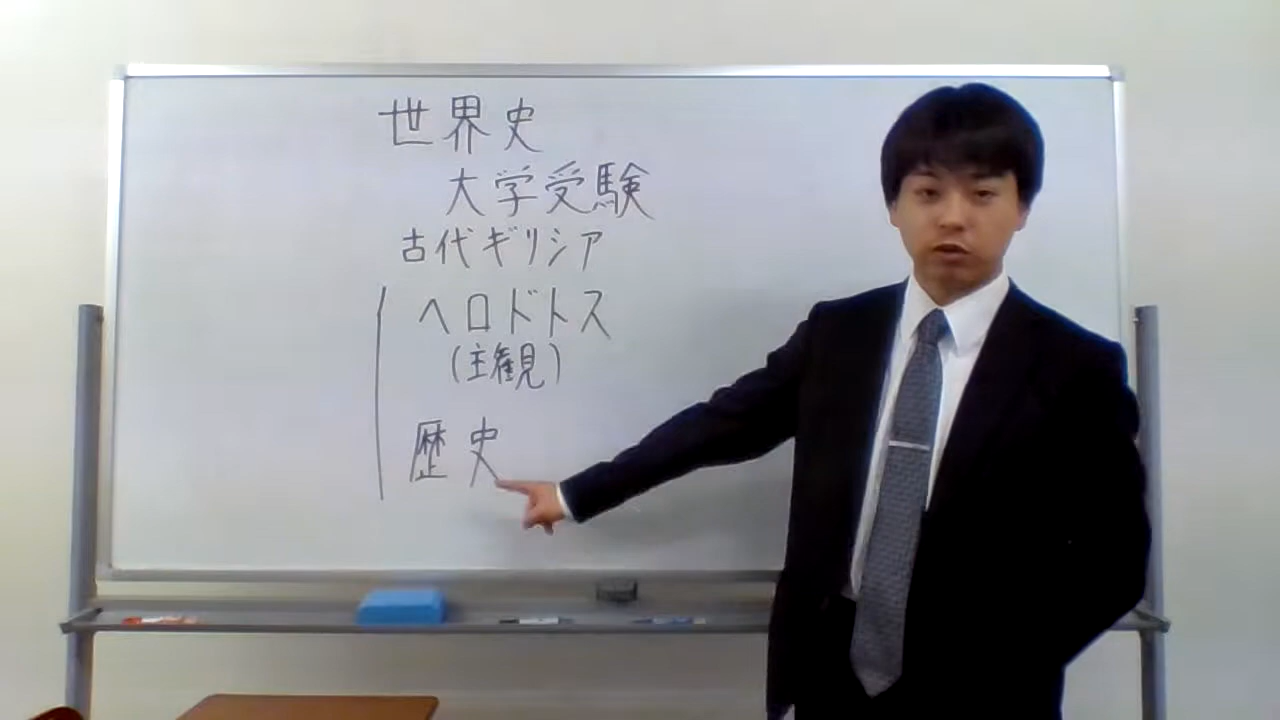 世界史
大学受験
古代ギリシア
ヘロドトス
(主観)
歴史